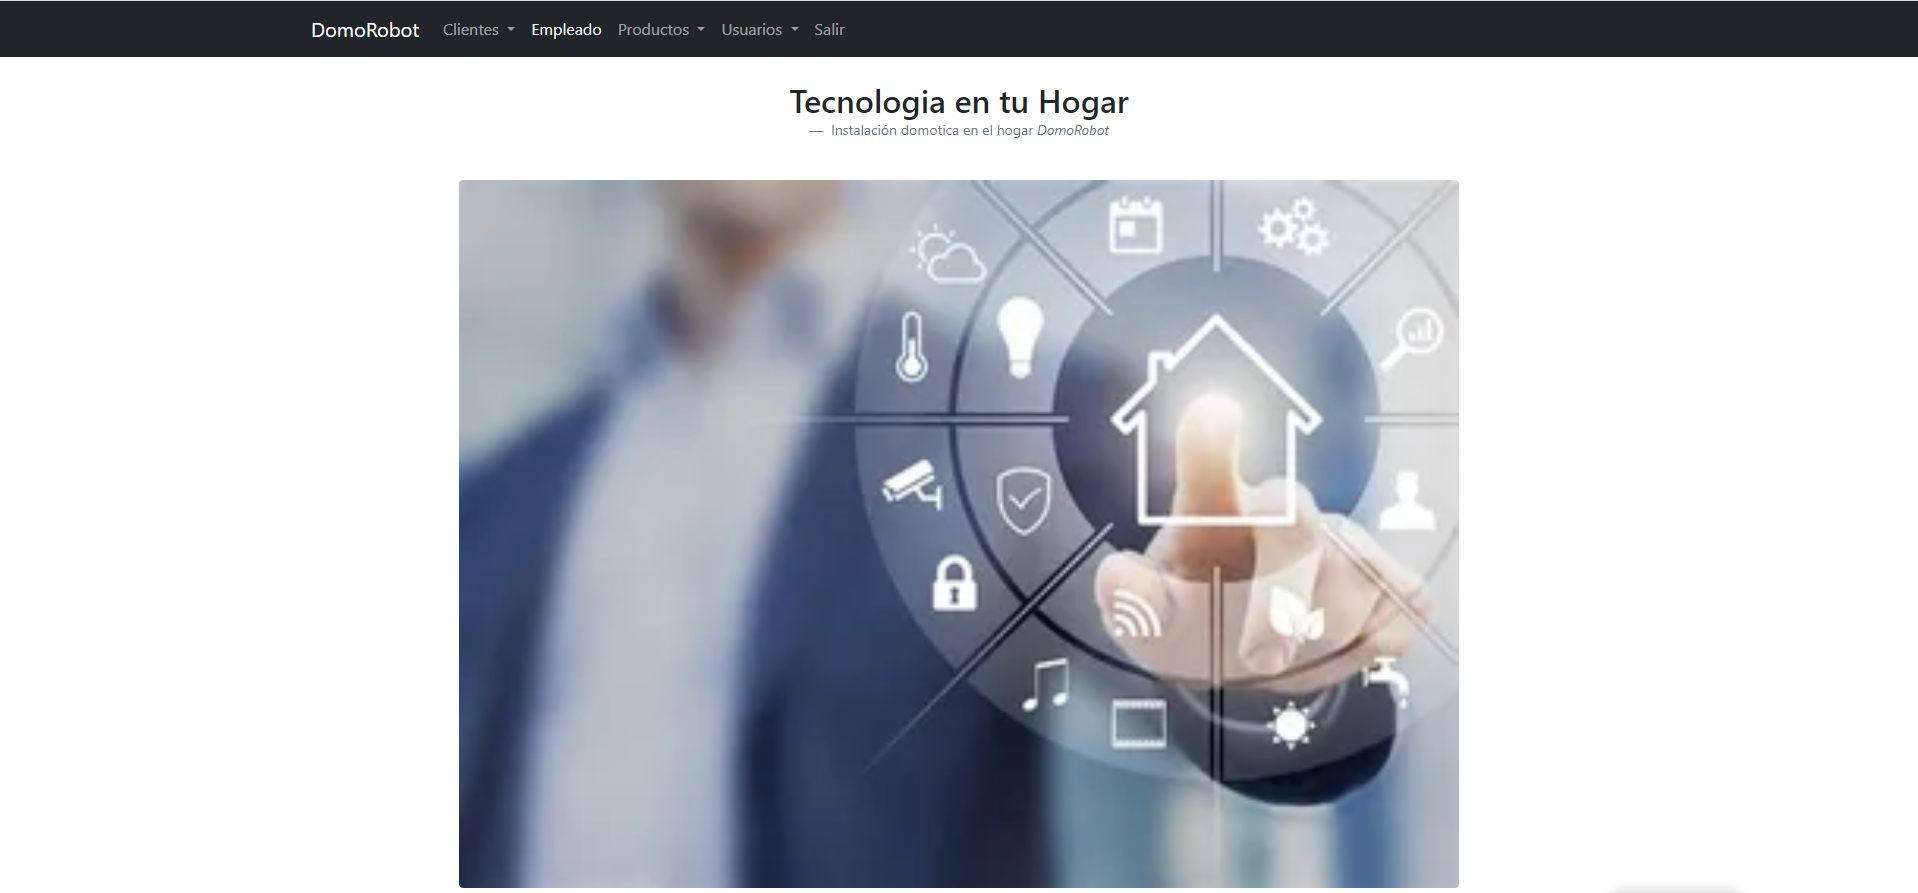 DomoRobot Clientes Empleado Productos Usuarios Salir
Tecnologia en tu Hogar
— Instalación domotica en el hogar DomoRobot